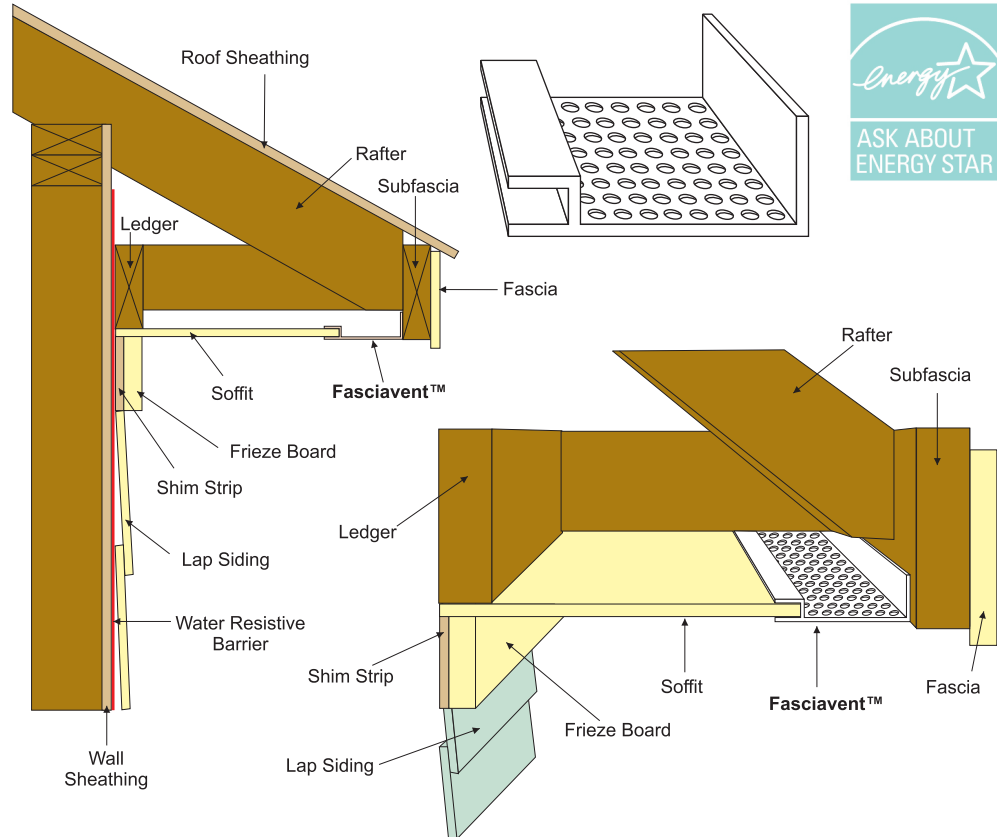 Roof Sheathing
Rafter
Subfascia
Ledger
Fascia
Soffit
Fasciavent™
Frieze Board
Shim Strip
Lap Siding
Water Resistive
Barrier
Wall
Sheathing
energy
ASK ABOUT
ENERGY STAR
Rafter
Subfascia
Ledger
Shim Strip
Soffit
Fasciavent™
Fascia
Frieze Board
Lap Siding